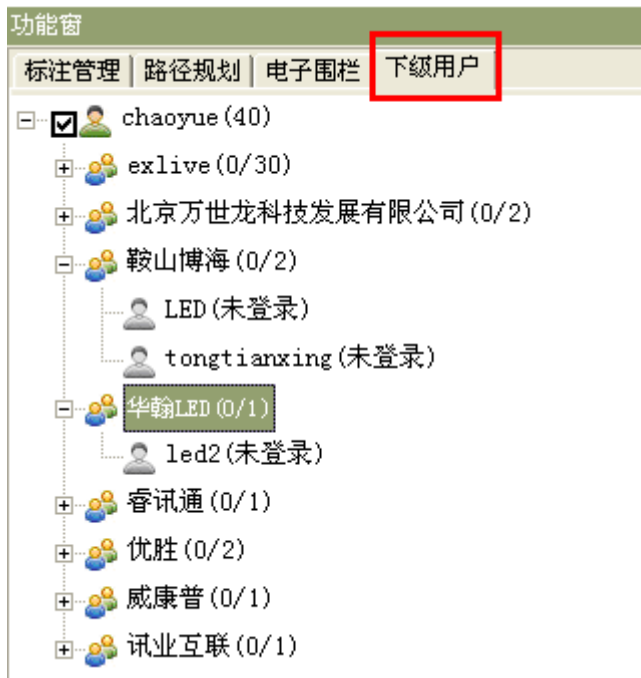 功能窗
标注管理 路径规划 电子围栏 下级用户
chaoyue(40)
exlive(0/30)
北京万世龙科技发展有限公司(0/2)
鞍山博海(0/2)
LED(未登录)
tongtianxing(未登录)
华翰LED(0/1)
led2(未登录)
睿讯通(0/1)
优胜(0/2)
威康普(0/1)
讯业互联(0/1)